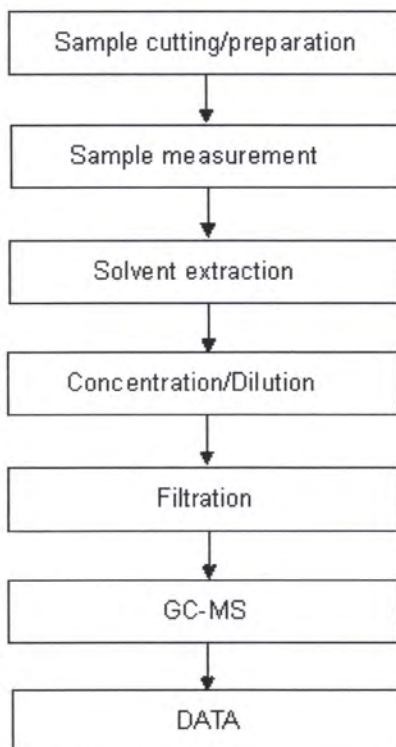 Sample cutting/preparation
Sample measurement
Solvent extraction
Concentration/Dilution
Filtration
GC-MS
DATA